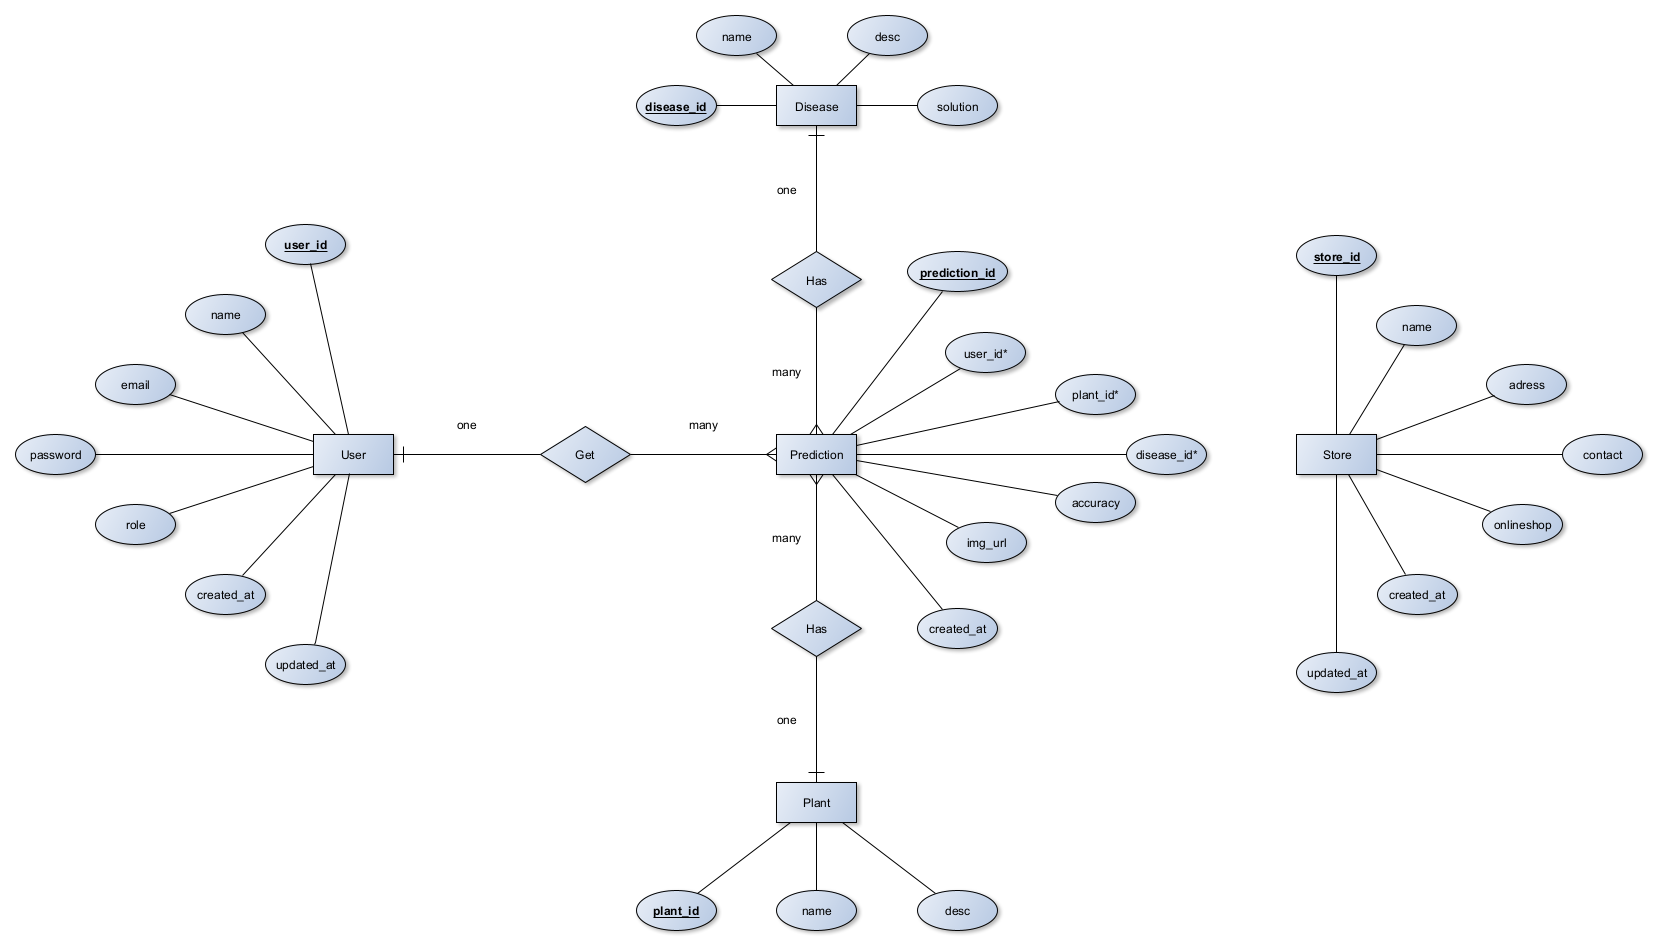 name
desc
disease_id
Disease
solution
one
user_id
store_id
prediction_id
Has
name
name
user_id*
many
email
adress
plant_id*
one
many
password
User
Get
Prediction
disease_id*
Store
contact
accuracy
role
onlineshop
many
img_url
created_at
created_at
Has
created_at
updated_at
updated_at
one
Plant
plant_id
name
desc